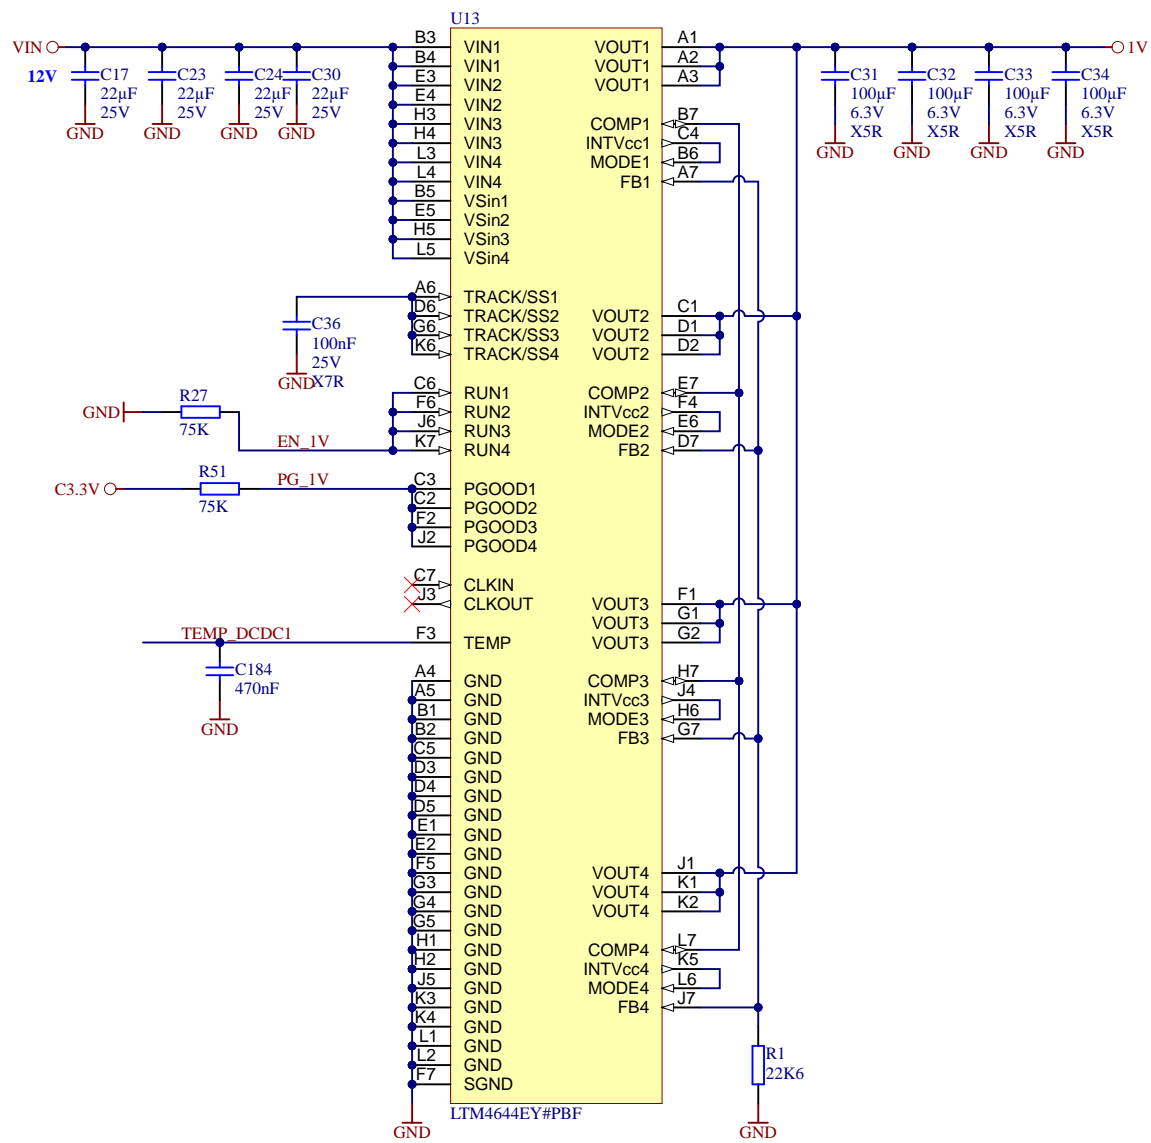 U13
VIN
12V
C17
22µF
25V
GND
C23
22µF
25V
GND
C24
22µF
25V
GND
C30
22µF
25V
GND
B3 VIN1
B4 VIN1
E3 VIN2
E4 VIN2
H3 VIN3
H4 VIN3
L3 VIN4
L4 VIN4
B5 VSin1
E5 VSin2
H5 VSin3
L5 VSin4
A6 TRACK/SS1
D6 TRACK/SS2
G6 TRACK/SS3
K6 TRACK/SS4
C36
100nF
25V
X7R
GND
C6 RUN1
F6 RUN2
J6 RUN3
K7 RUN4
GND
R27
75K
EN_1V
C3.3V
R51
75K
PG_1V
C3 PGOOD1
C2 PGOOD2
F2 PGOOD3
J2 PGOOD4
C7 CLKIN
J3 CLKOUT
TEMP_DCDC1
F3 TEMP
C184
470nF
GND
A4 GND
A5 GND
B1 GND
B2 GND
C5 GND
D3 GND
D4 GND
D5 GND
E1 GND
E2 GND
F5 GND
G3 GND
G4 GND
G5 GND
H1 GND
H2 GND
J5 GND
K3 GND
K4 GND
L1 GND
L2 GND
F7 SGND
GND
VOUT1 A1
VOUT1 A2
VOUT1 A3
COMP1 B7
INTVcc1 C4
MODE1 B6
FB1 A7
VOUT2 C1
VOUT2 D1
VOUT2 D2
COMP2 E7
INTVcc2 F4
MODE2 E6
FB2 D7
VOUT3 F1
VOUT3 G1
VOUT3 G2
COMP3 H7
INTVcc3 J4
MODE3 H6
FB3 G7
VOUT4 J1
VOUT4 K1
VOUT4 K2
COMP4 L7
INTVcc4 K5
MODE4 L6
FB4 J7
1V
C31
100µF
6.3V
X5R
GND
C32
100µF
6.3V
X5R
GND
C33
100µF
6.3V
X5R
GND
C34
100µF
6.3V
X5R
GND
R1
22K6
GND
LTM4644EY#PBF